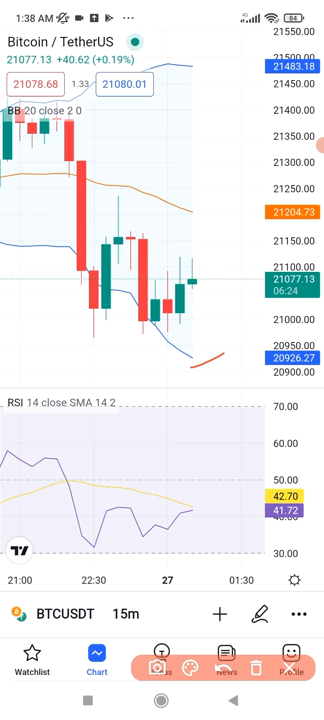 1:38 AM
84
Bitcoin / TetherUS
21077.13 +40.62 (+0.19%)
21078.68 1.33 21080.01
BB 20 close 2 0
21550.00
21500.00
21483.18
21450.00
21400.00
21350.00
21300.00
21250.00
21204.73
21150.00
21100.00
21077.13
06:24
21000.00
20950.00
20926.27
20900.00
RSI 14 close SMA 14 2
70.00
60.00
50.00
42.70
41.72
30.00
21:00 22:30 27 01:30
BTCUSDT 15m
Watchlist Chart News Profile